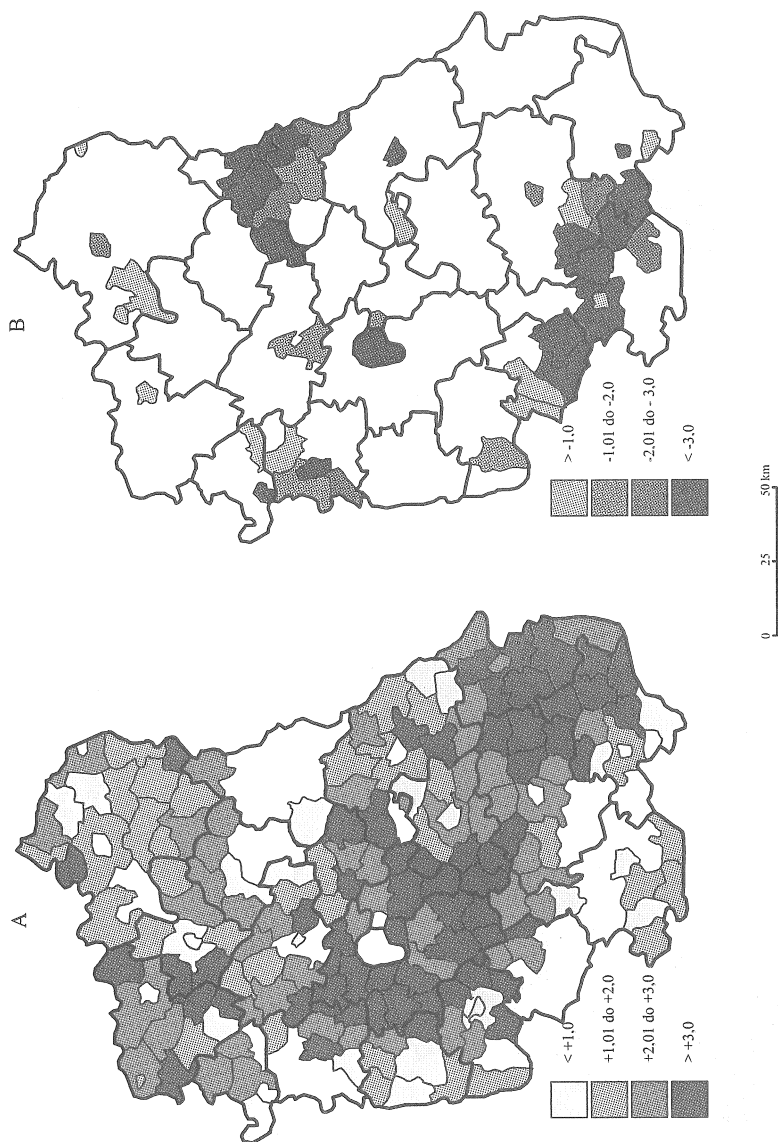 A
< +1,0
+1,01 do +2,0
+2,01 do +3,0
> +3,0
B
> -1,0
-1,01 do -2,0
-2,01 do - 3,0
< -3,0
0 25 50 km